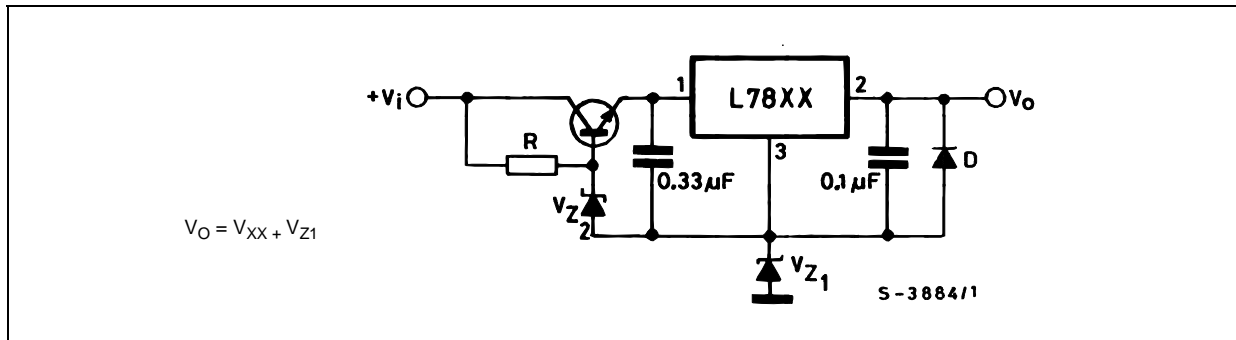 +Vi
1
L78XX
2
Vo
R
3
0.33µF
0.1µF
D
VZ2
VO = VXX + VZ1
VZ1
S-3884/1